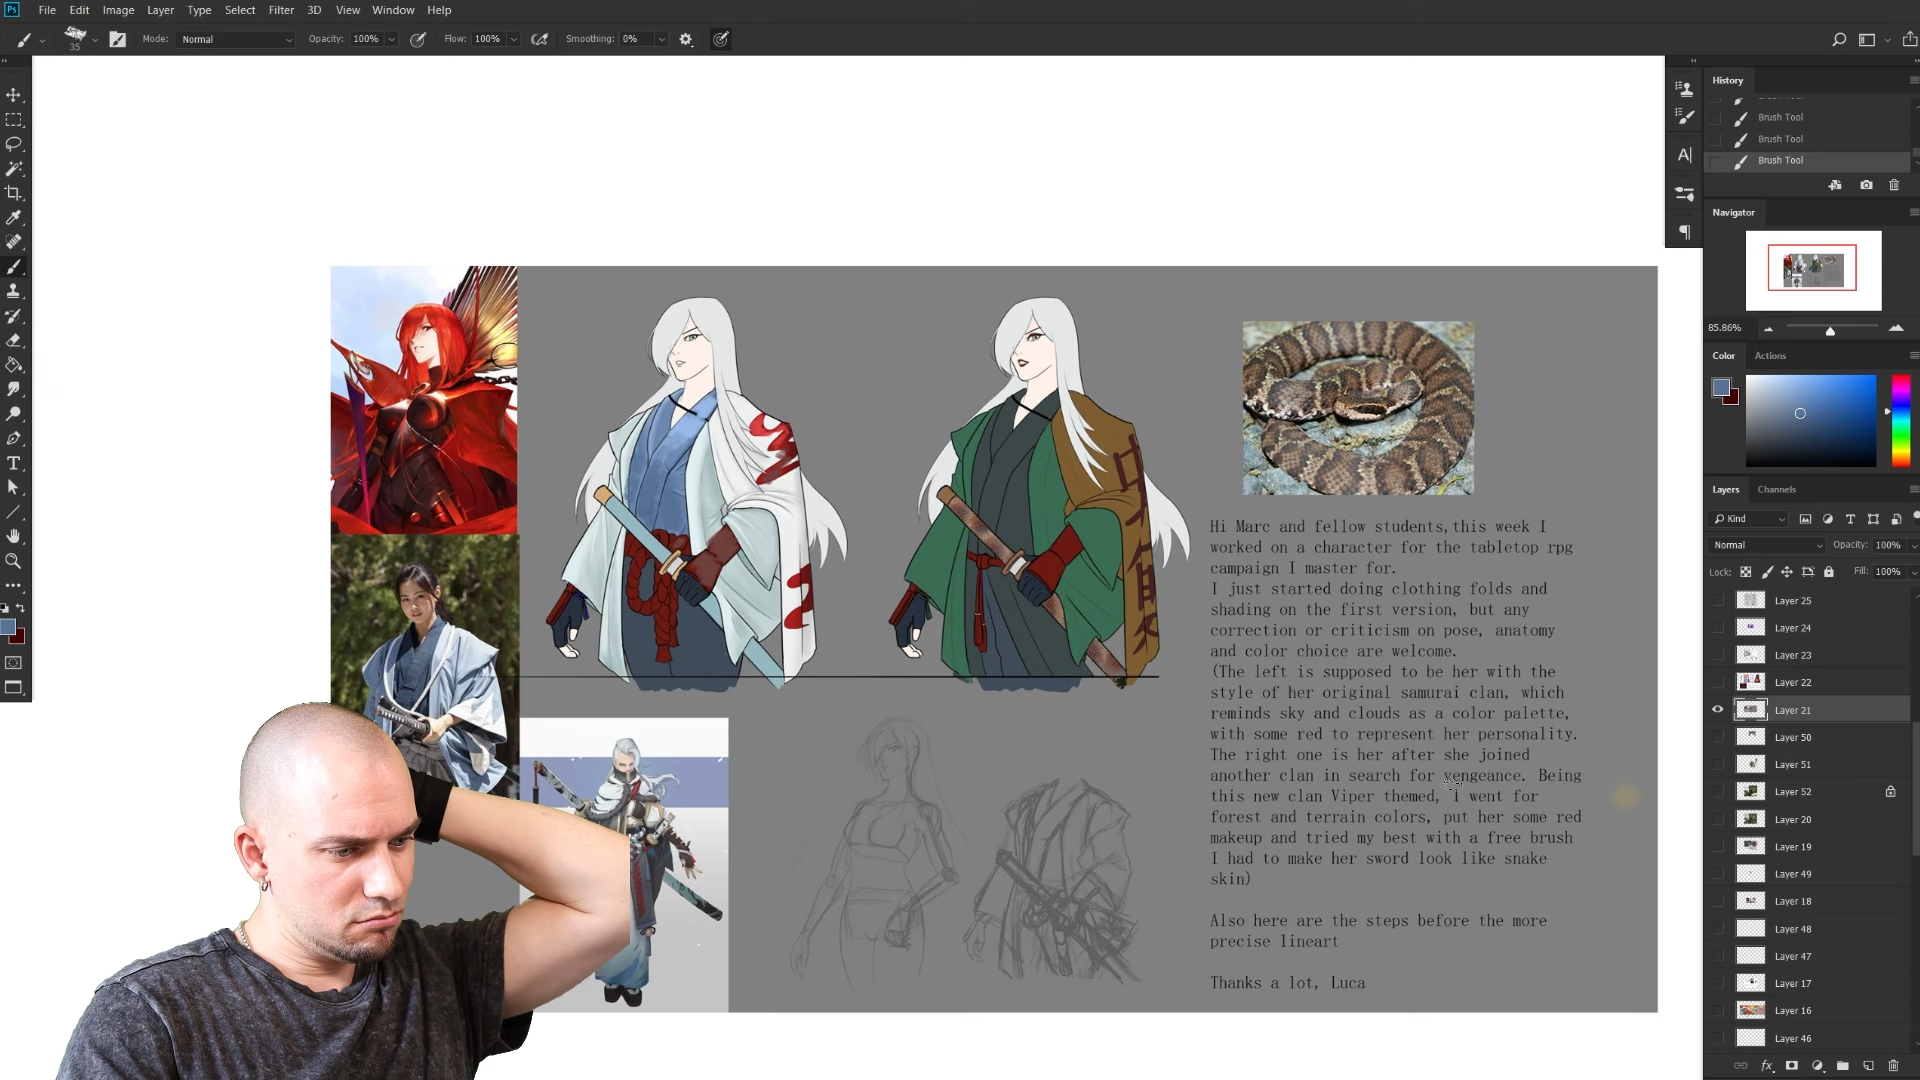 Ps File Edit Image Layer Type Select Filter 3D View Window Help
35 Mode: Normal Opacity: 100% Flow: 100% Smoothing: 0%
History
Brush Tool
Brush Tool
Brush Tool
Navigator
85.86%
Color Actions
Layers Channels
Kind
Normal Opacity: 100%
Lock: Fill: 100%
Layer 25
Layer 24
Layer 23
Layer 22
Layer 21
Layer 50
Layer 51
Layer 52
Layer 20
Layer 19
Layer 49
Layer 18
Layer 48
Layer 47
Layer 17
Layer 16
Layer 46
Hi Marc and fellow students,this week I
worked on a character for the tabletop rpg
campaign I master for.
I just started doing clothing folds and
shading on the first version, but any
correction or criticism on pose, anatomy
and color choice are welcome.
(The left is supposed to be her with the
style of her original samurai clan, which
reminds sky and clouds as a color palette,
with some red to represent her personality.
The right one is her after she joined
another clan in search for vengeance. Being
this new clan Viper themed, I went for
forest and terrain colors, put her some red
makeup and tried my best with a free brush
I had to make her sword look like snake
skin)
Also here are the steps before the more
precise lineart
Thanks a lot, Luca